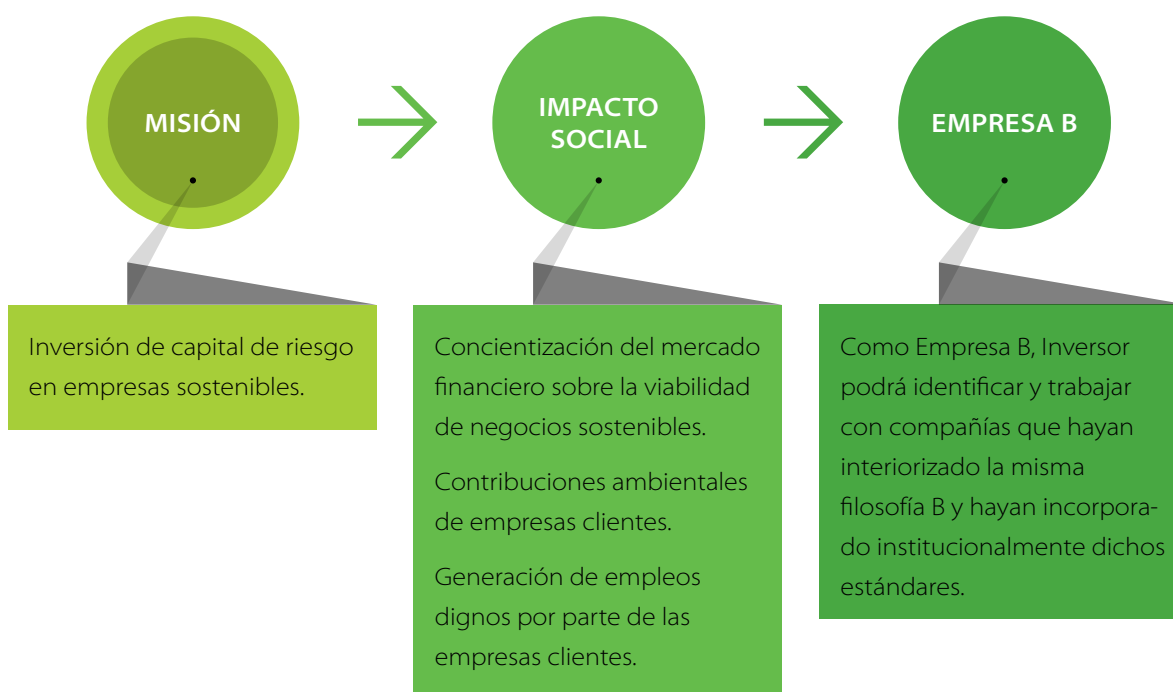 MISIÓN
IMPACTO
SOCIAL
EMPRESA B
Inversión de capital de riesgo
en empresas sostenibles.
Concientización del mercado
financiero sobre la viabilidad
de negocios sostenibles.
Contribuciones ambientales
de empresas clientes.
Generación de empleos
dignos por parte de las
empresas clientes.
Como Empresa B, Inversor
podrá identificar y trabajar
con compañías que hayan
interiorizado la misma
filosofía B y hayan incorpora-
do institucionalmente dichos
estándares.